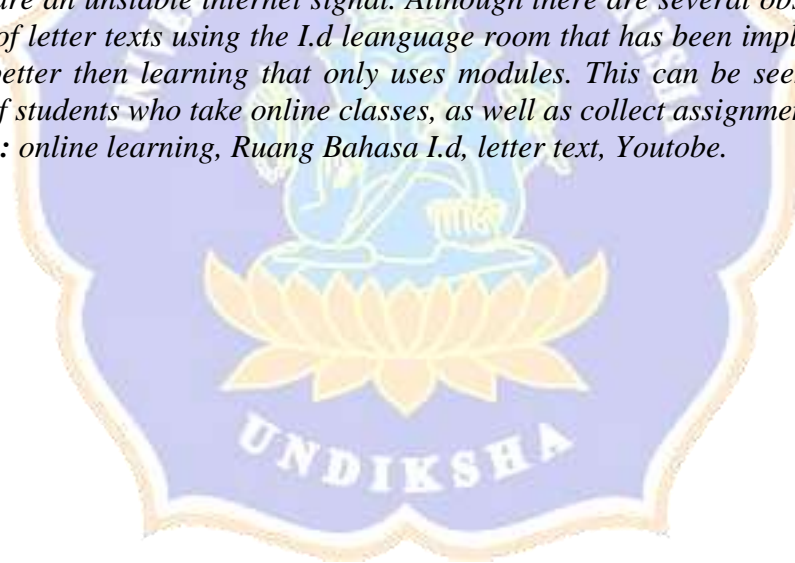 are an unstable internet signal. Although there are several obs
of letter texts using the I.d leanguage room that has been impl
better then learning that only uses modules. This can be see
f students who take online classes, as well as collect assignme
: online learning, Ruang Bahasa I.d, letter text, Youtobe.
UNDIKSHA